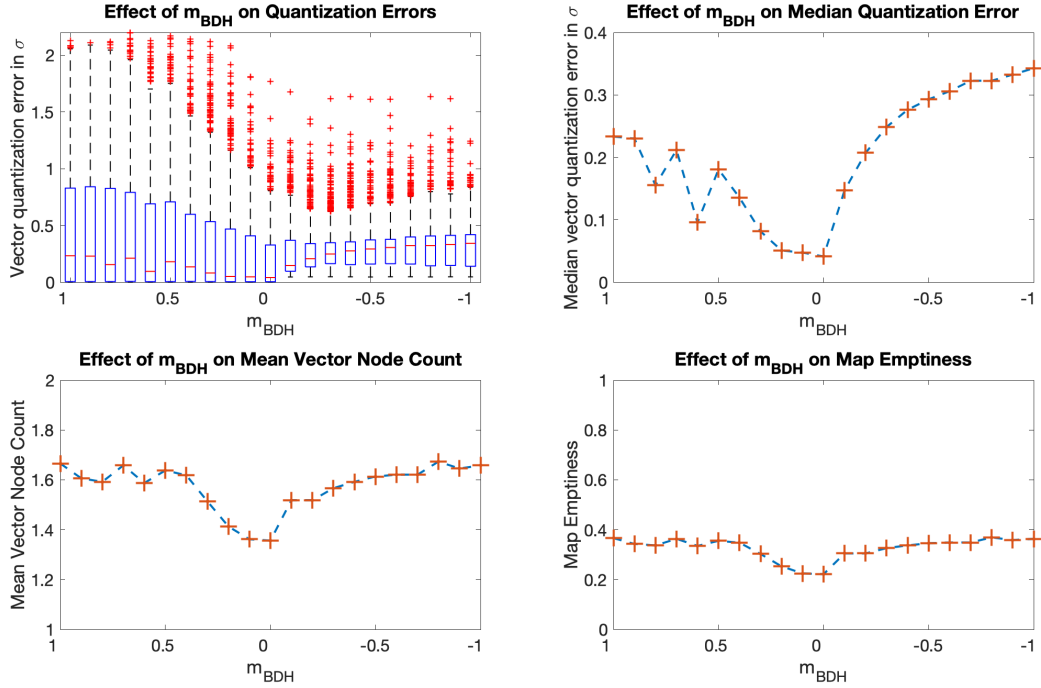 Effect of m_BDH on Quantization Errors
Vector quantization error in σ
2
1.5
1
0.5
0
1 0.5 0 -0.5 -1
m_BDH
Effect of m_BDH on Median Quantization Error
Median vector quantization error in σ
0.4
0.3
0.2
0.1
0
1 0.5 0 -0.5 -1
m_BDH
Effect of m_BDH on Mean Vector Node Count
Mean Vector Node Count
2
1.8
1.6
1.4
1.2
1
1 0.5 0 -0.5 -1
m_BDH
Effect of m_BDH on Map Emptiness
Map Emptiness
1
0.8
0.6
0.4
0.2
0
1 0.5 0 -0.5 -1
m_BDH